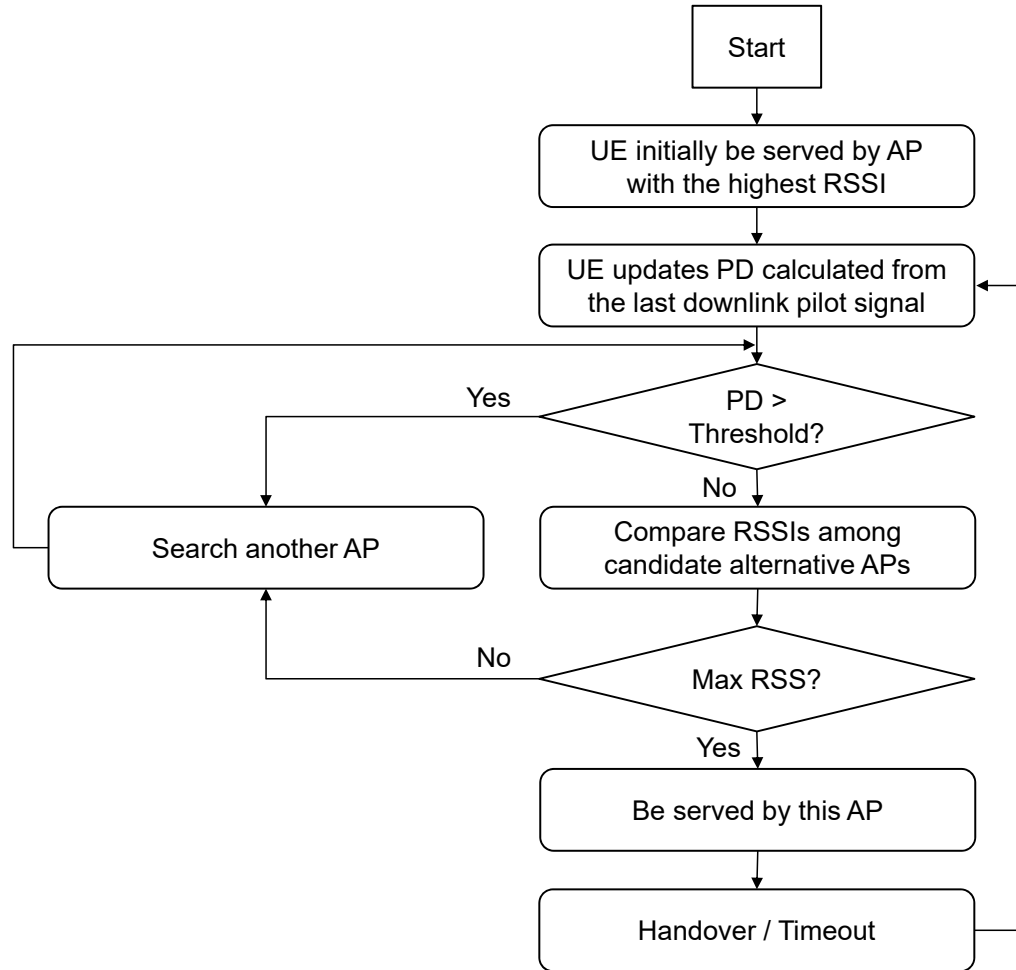 Start
UE initially be served by AP
with the highest RSSI
UE updates PD calculated from
the last downlink pilot signal
Yes
PD >
Threshold?
No
Search another AP
Compare RSSIs among
candidate alternative APs
No
Max RSS?
Yes
Be served by this AP
Handover / Timeout